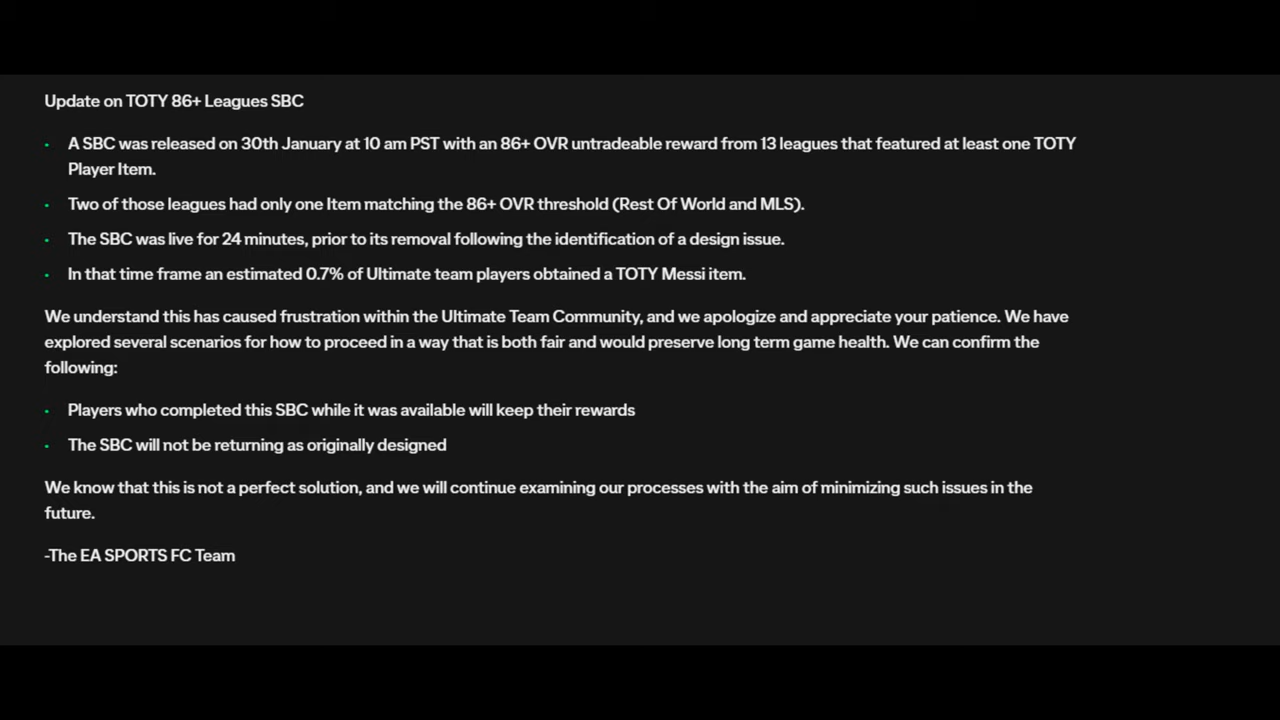 Update on TOTY 86+ Leagues SBC
· A SBC was released on 30th January at 10 am PST with an 86+ OVR untradeable reward from 13 leagues that featured at least one TOTY
Player Item.
· Two of those leagues had only one Item matching the 86+ OVR threshold (Rest Of World and MLS).
· The SBC was live for 24 minutes, prior to its removal following the identification of a design issue.
· In that time frame an estimated 0.7% of Ultimate team players obtained a TOTY Messi item.
We understand this has caused frustration within the Ultimate Team Community, and we apologize and appreciate your patience. We have
explored several scenarios for how to proceed in a way that is both fair and would preserve long term game health. We can confirm the
following:
· Players who completed this SBC while it was available will keep their rewards
· The SBC will not be returning as originally designed
We know that this is not a perfect solution, and we will continue examining our processes with the aim of minimizing such issues in the
future.
-The EA SPORTS FC Team